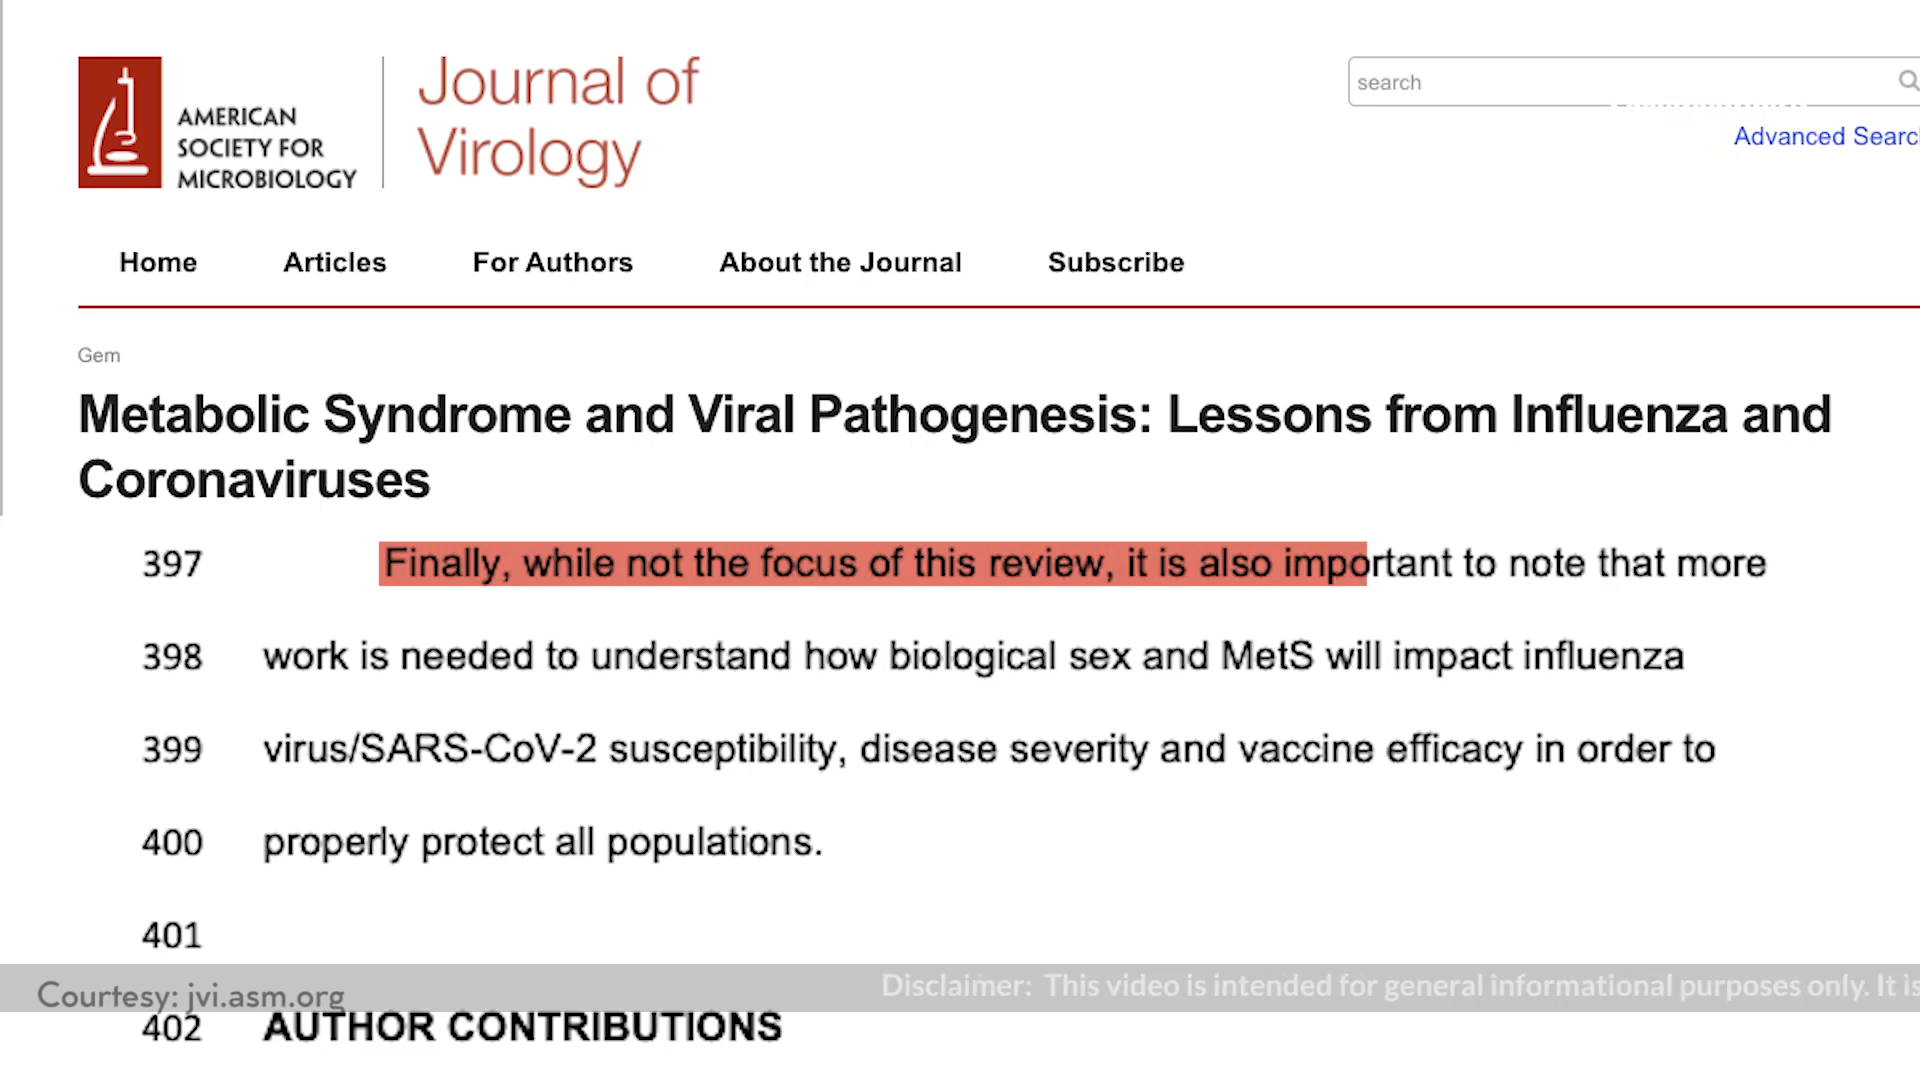 AMERICAN
SOCIETY FOR
MICROBIOLOGY
Journal of
Virology
search
Advanced Searc
Home Articles For Authors About the Journal Subscribe
Gem
Metabolic Syndrome and Viral Pathogenesis: Lessons from Influenza and
Coronaviruses
397 Finally, while not the focus of this review, it is also important to note that more
398 work is needed to understand how biological sex and MetS will impact influenza
399 virus/SARS-CoV-2 susceptibility, disease severity and vaccine efficacy in order to
400 properly protect all populations.
401
Courtesy: jvi.asm.org
Disclaimer: This video is intended for general informational purposes only. It is
402 AUTHOR CONTRIBUTIONS